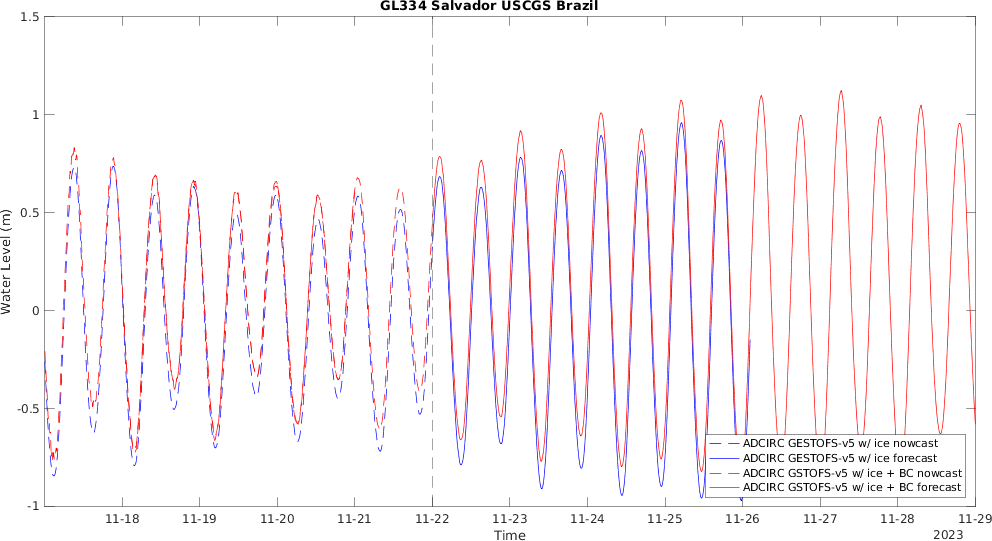 GL334 Salvador USCGS Brazil
1.5
1
0.5
0
-0.5
-1
Water Level (m)
ADCIRC GESTOFS-v5 w/ ice nowcast
ADCIRC GESTOFS-v5 w/ ice forecast
ADCIRC GSTOFS-v5 w/ ice + BC nowcast
ADCIRC GSTOFS-v5 w/ ice + BC forecast
11-18 11-19 11-20 11-21 11-22 11-23 11-24 11-25 11-26 11-27 11-28 11-29
Time
2023